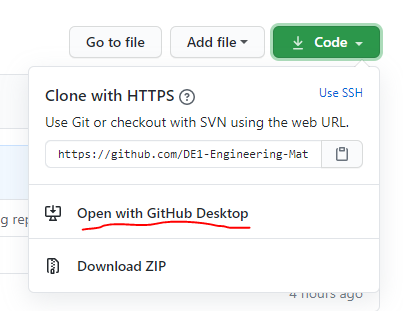 Go to file
Add file
Code
Clone with HTTPS
Use SSH
Use Git or checkout with SVN using the web URL.
https://github.com/DE1-Engineering-Mat
Open with GitHub Desktop
g rep
Download ZIP
4 hours ago